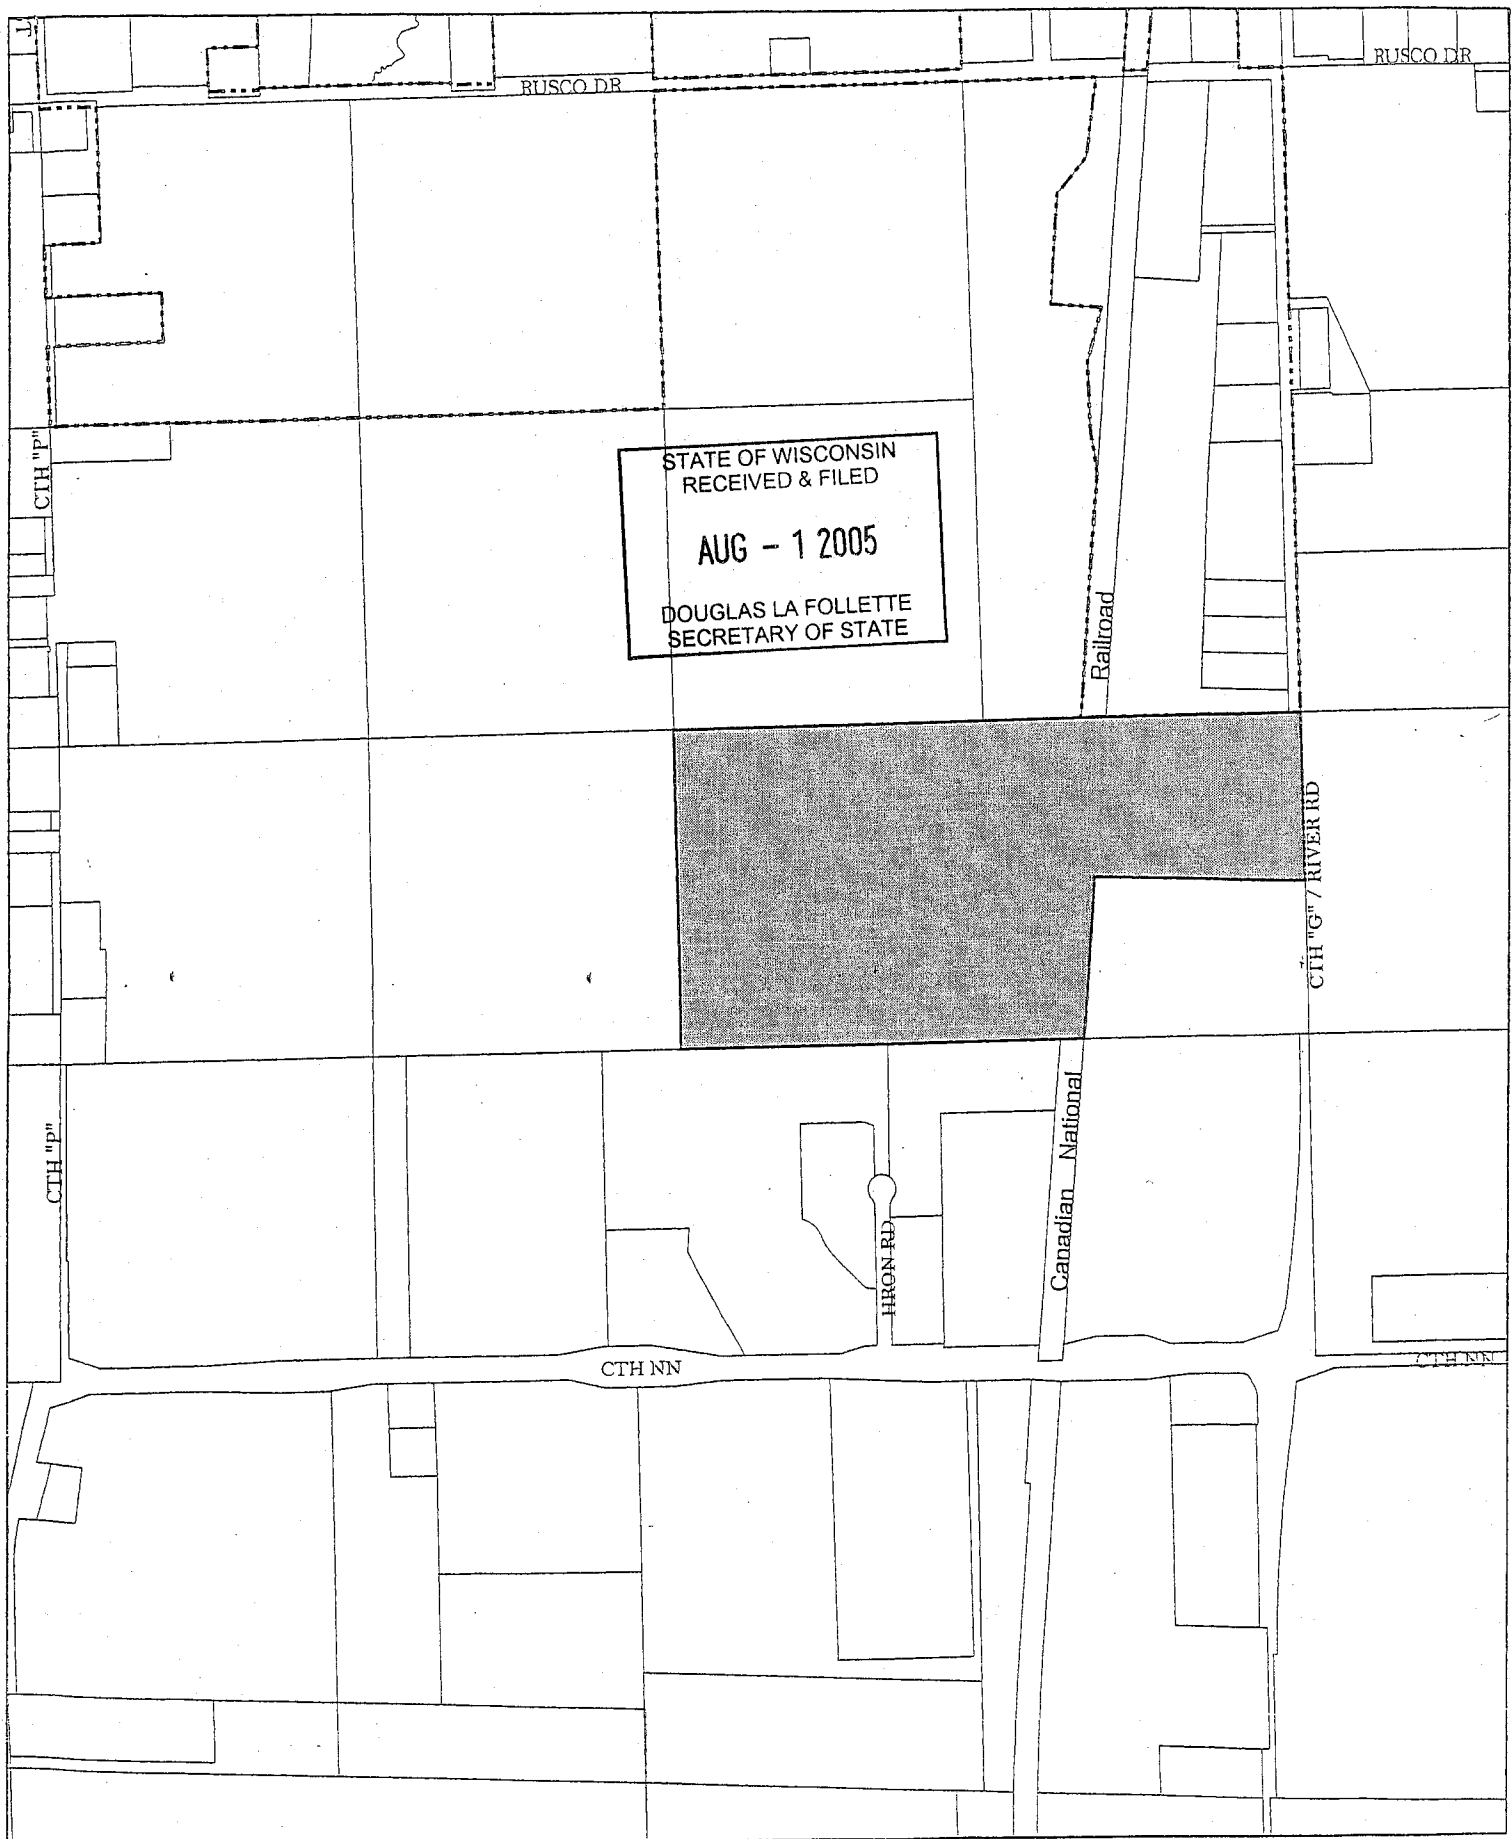 RUSCO DR
RUSCO DR
CTH "P"
STATE OF WISCONSIN
RECEIVED & FILED
AUG - 1 2005
DOUGLAS LA FOLLETTE
SECRETARY OF STATE
Railroad
CTH "G" / RIVER RD
CTH "P"
Canadian National
HRON RD
CTH NN
CTH NN